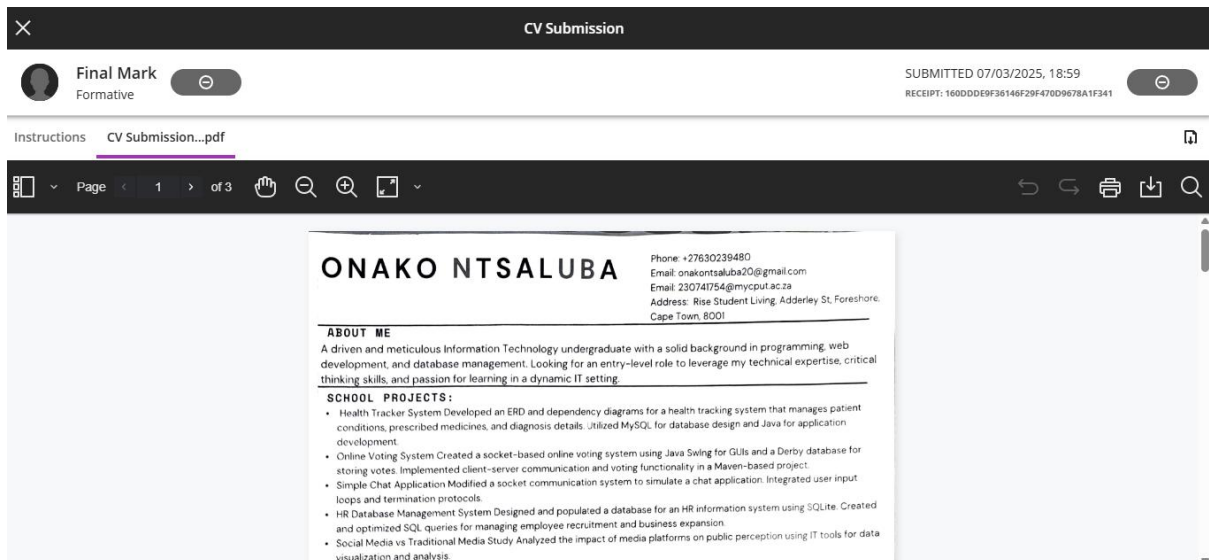 CV Submission
Final Mark
Formative
SUBMITTED 07/03/2025, 18:59
RECEIPT: 160DDDE9F36146F29F470D9678A1F341
Instructions
CV Submission...pdf
Page 1 of 3
ONAKO NTSALUBA
Phone: +27630239480
Email: onakontsaluba20@gmail.com
Email: 230741754@mycput.ac.za
Address: Rise Student Living, Adderley St, Foreshore,
Cape Town, 8001
ABOUT ME
A driven and meticulous Information Technology undergraduate with a solid background in programming, web
development, and database management. Looking for an entry-level role to leverage my technical expertise, critical
thinking skills, and passion for learning in a dynamic IT setting.
SCHOOL PROJECTS:
• Health Tracker System Developed an ERD and dependency diagrams for a health tracking system that manages patient
conditions, prescribed medicines, and diagnosis details. Utilized MySQL for database design and Java for application
development.
• Online Voting System Created a socket-based online voting system using Java Swing for GUIs and a Derby database for
storing votes. Implemented client-server communication and voting functionality in a Maven-based project.
• Simple Chat Application Modified a socket communication system to simulate a chat application. Integrated user input
loops and termination protocols.
• HR Database Management System Designed and populated a database for an HR information system using SQLite. Created
and optimized SQL queries for managing employee recruitment and business expansion.
• Social Media vs Traditional Media Study Analyzed the impact of media platforms on public perception using IT tools for data
visualization and analysis.